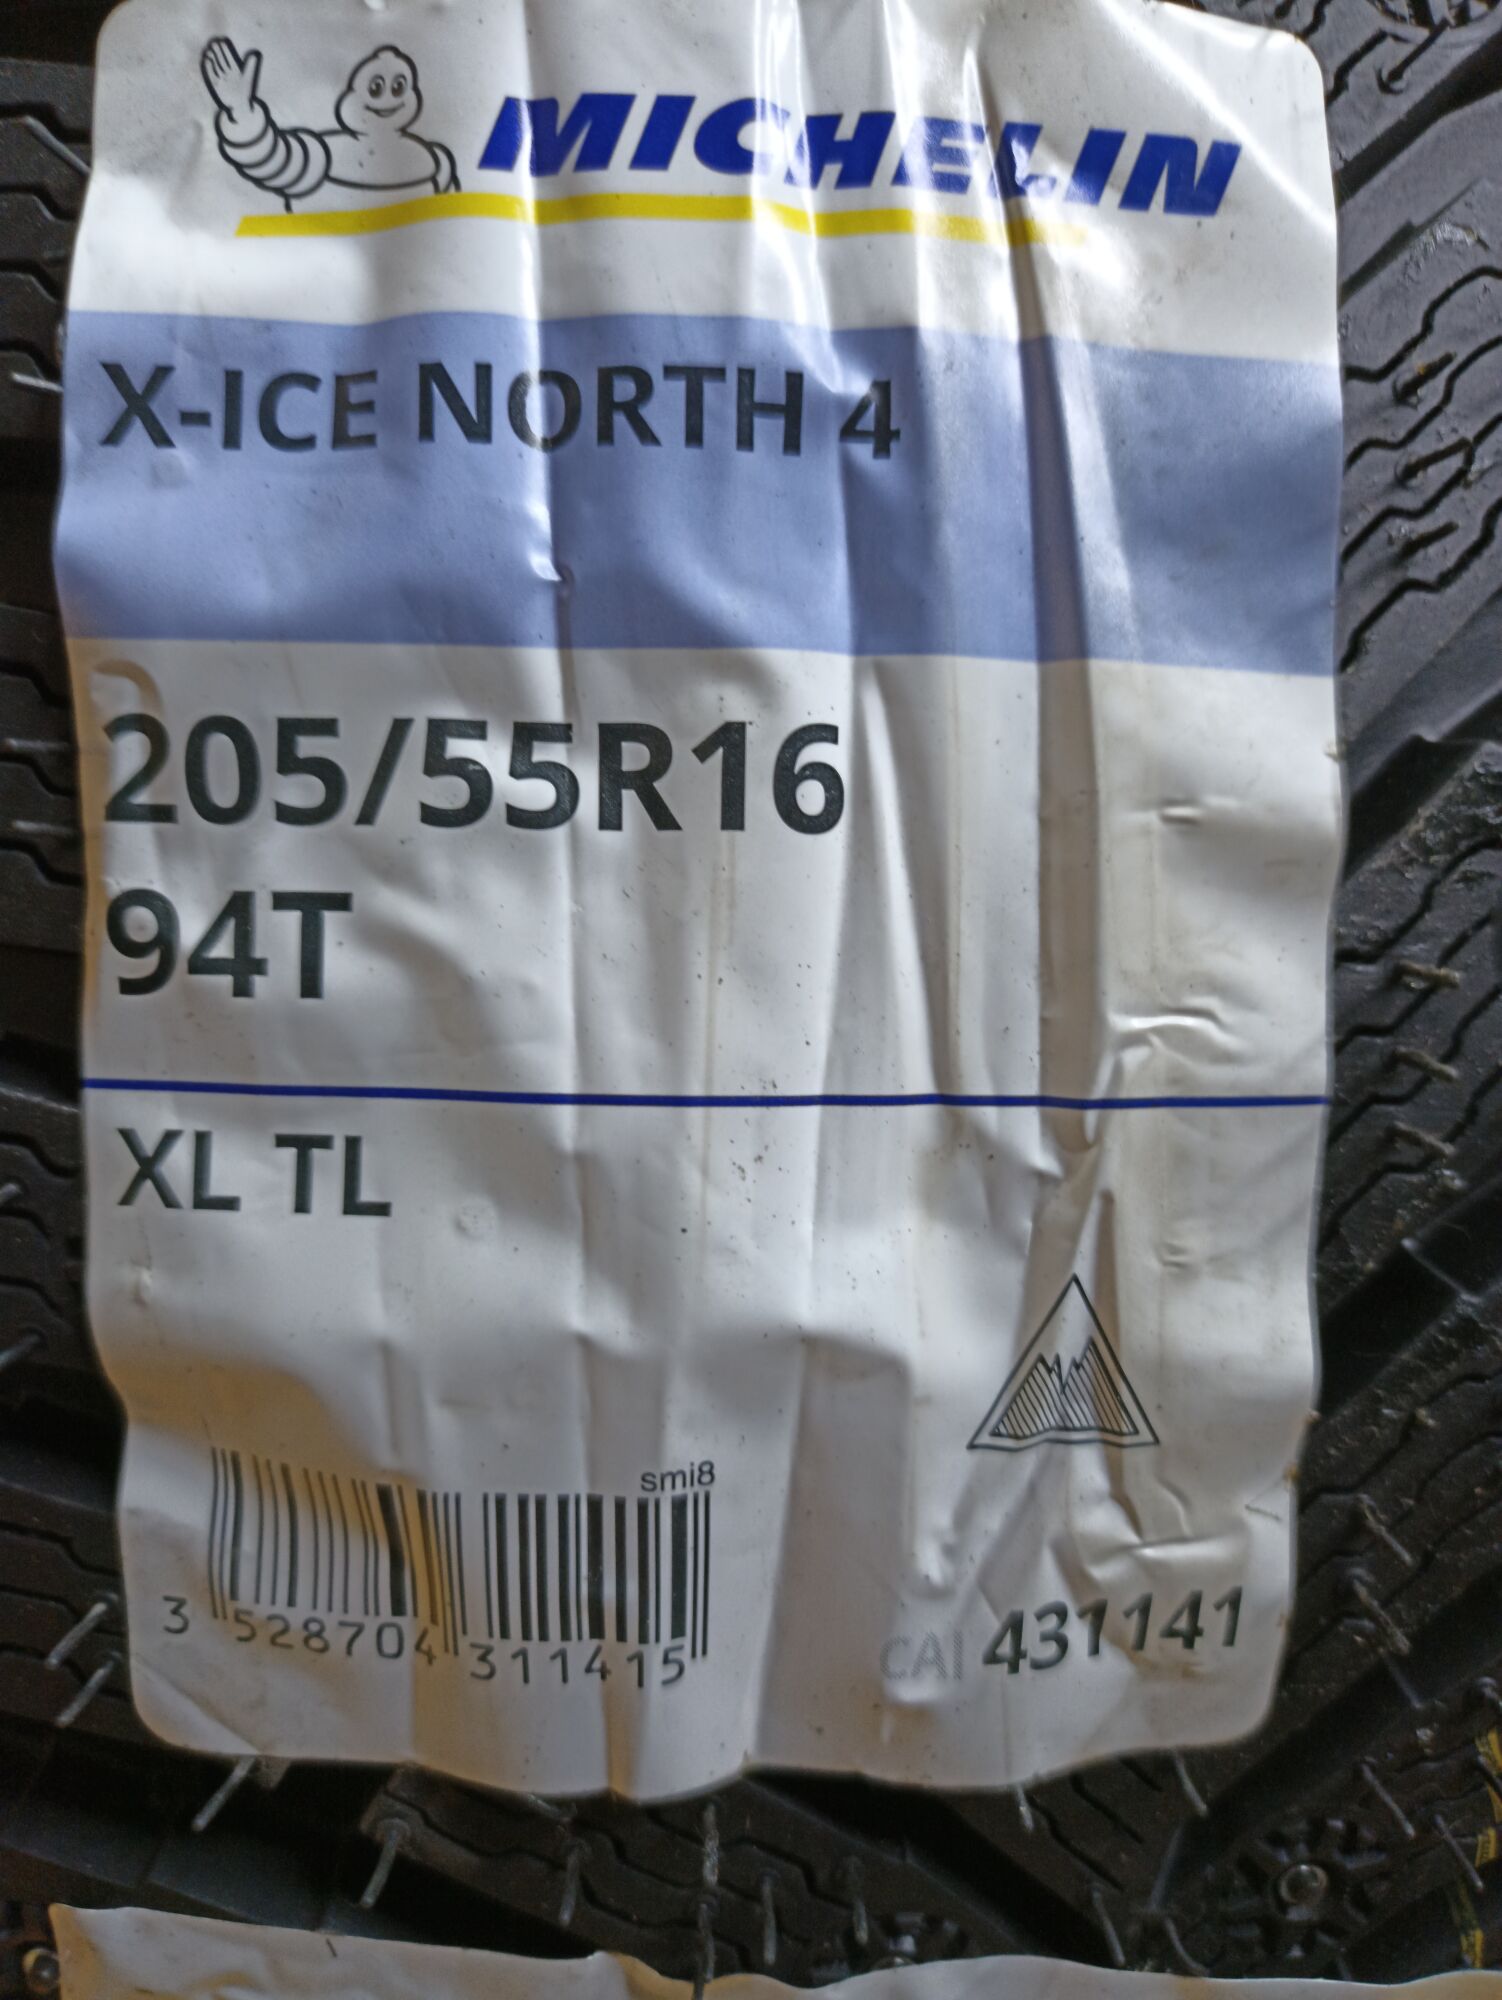 MICHELIN
X-ICE NORTH 4
205/55R16
94T
XL TL
smi8
3 528704 311415
CAI 431141